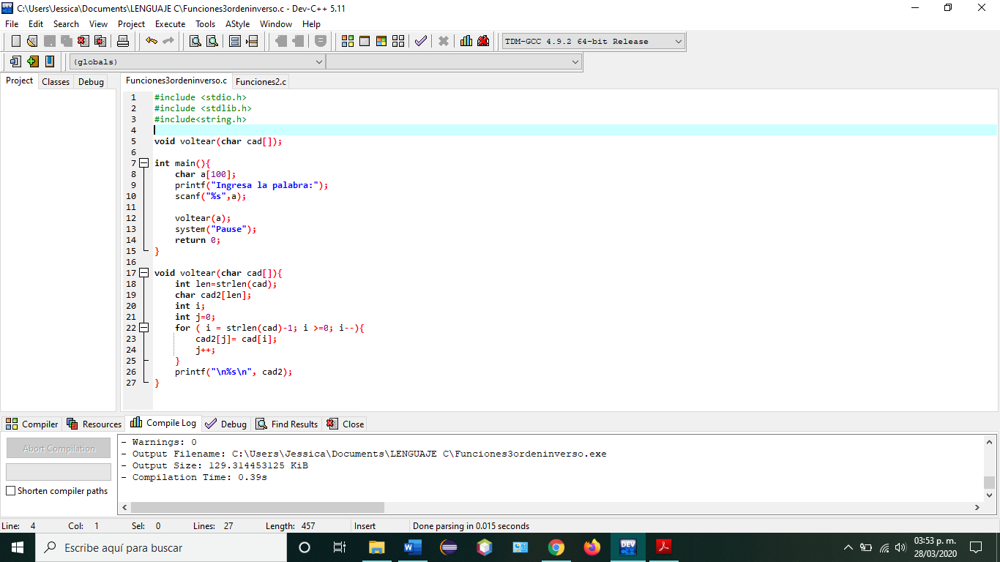 C:\Users\Jessica\Documents\LENGUAJE C\Funciones3ordeninverso.c - Dev-C++ 5.11
File Edit Search View Project Execute Tools AStyle Window Help
TDM-GCC 4.9.2 64-bit Release
(globals)
Project Classes Debug
Funciones3ordeninverso.c Funciones2.c
1 #include <stdio.h>
2 #include <stdlib.h>
3 #include<string.h>
4
5 void voltear(char cad[]);
6
7 int main(){
8 char a[100];
9 printf("Ingresa la palabra:");
10 scanf("%s",a);
11
12 voltear(a);
13 system("Pause");
14 return 0;
15 }
16
17 void voltear(char cad[]){
18 int len=strlen(cad);
19 char cad2[len];
20 int i;
21 int j=0;
22 for ( i = strlen(cad)-1; i >=0; i--){
23 cad2[j]= cad[i];
24 j++;
25 }
26 printf("\n%s\n", cad2);
27 }
Compiler Resources Compile Log Debug Find Results Close
Abort Compilation
Shorten compiler paths
- Warnings: 0
- Output Filename: C:\Users\Jessica\Documents\LENGUAJE C\Funciones3ordeninverso.exe
- Output Size: 129.314453125 KiB
- Compilation Time: 0.39s
Line: 4 Col: 1 Sel: 0 Lines: 27 Length: 457 Insert Done parsing in 0.015 seconds
Escribe aquí para buscar
03:53 p. m.
28/03/2020